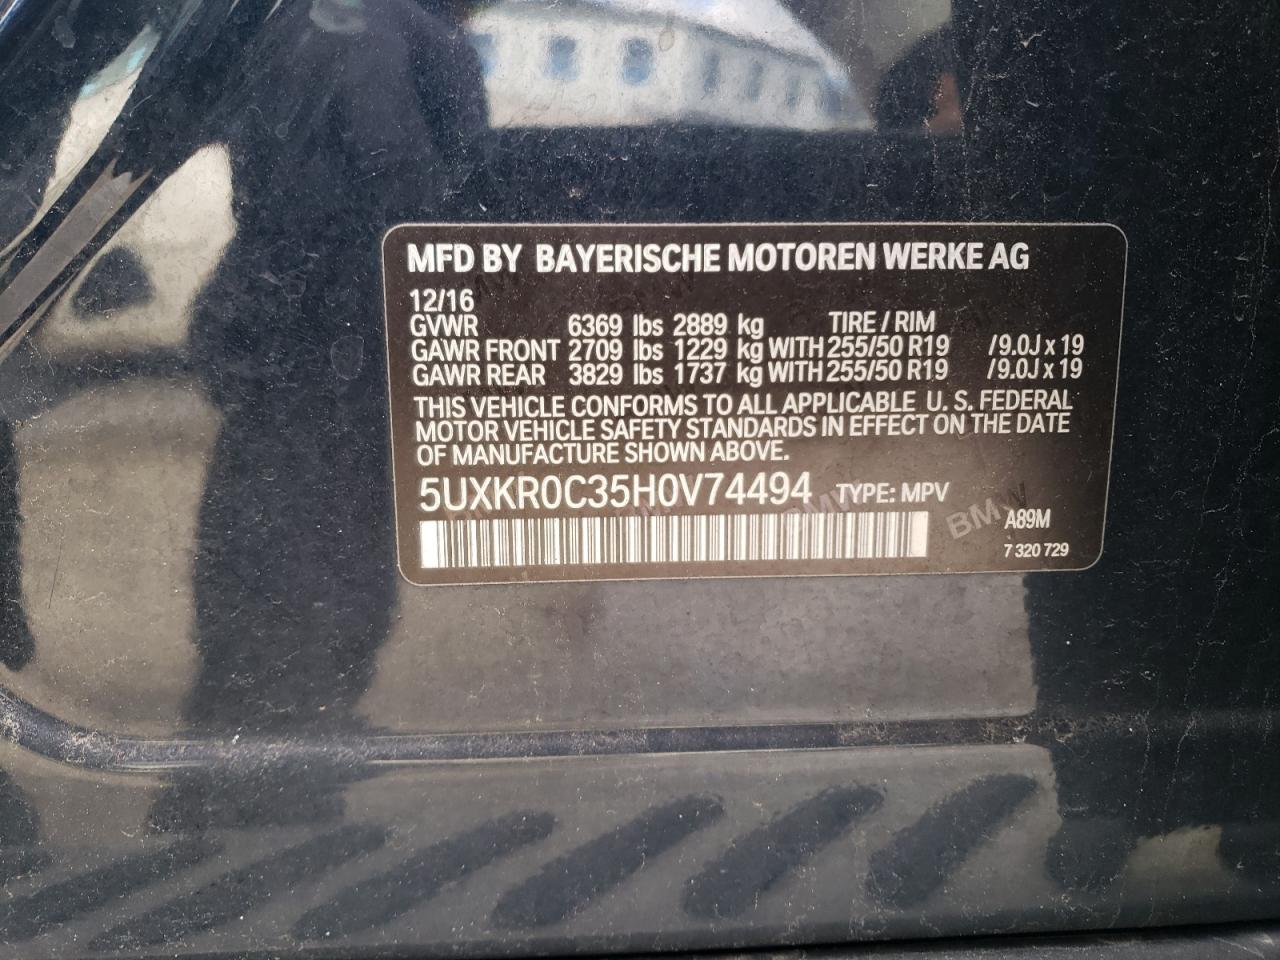 MFD BY BAYERISCHE MOTOREN WERKE AG
12/16
GVWR 6369 lbs 2889 kg TIRE / RIM
GAWR FRONT 2709 lbs 1229 kg WITH 255/50 R19 /9.0J x 19
GAWR REAR 3829 lbs 1737 kg WITH 255/50 R19 /9.0J x 19
THIS VEHICLE CONFORMS TO ALL APPLICABLE U. S. FEDERAL
MOTOR VEHICLE SAFETY STANDARDS IN EFFECT ON THE DATE
OF MANUFACTURE SHOWN ABOVE.
5UXKR0C35H0V74494 TYPE: MPV
BMW A89M
7 320 729